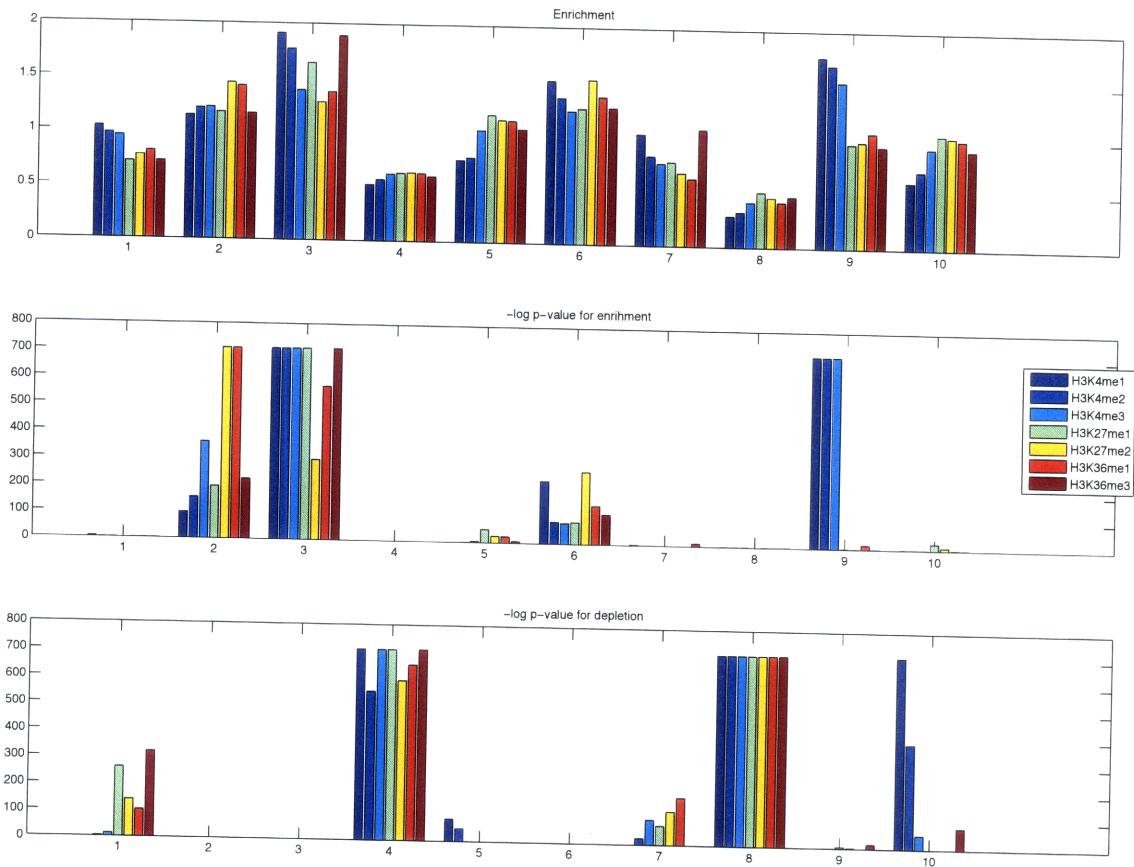 Enrichment
2
1.5
1
0.5
0
1 2 3 4 5 6 7 8 9 10
-log p-value for enrihment
800
700
600
500
400
300
200
100
0
1 2 3 4 5 6 7 8 9 10
H3K4me1
H3K4me2
H3K4me3
H3K27me1
H3K27me2
H3K36me1
H3K36me3
-log p-value for depletion
800
700
600
500
400
300
200
100
0
1 2 3 4 5 6 7 8 9 10